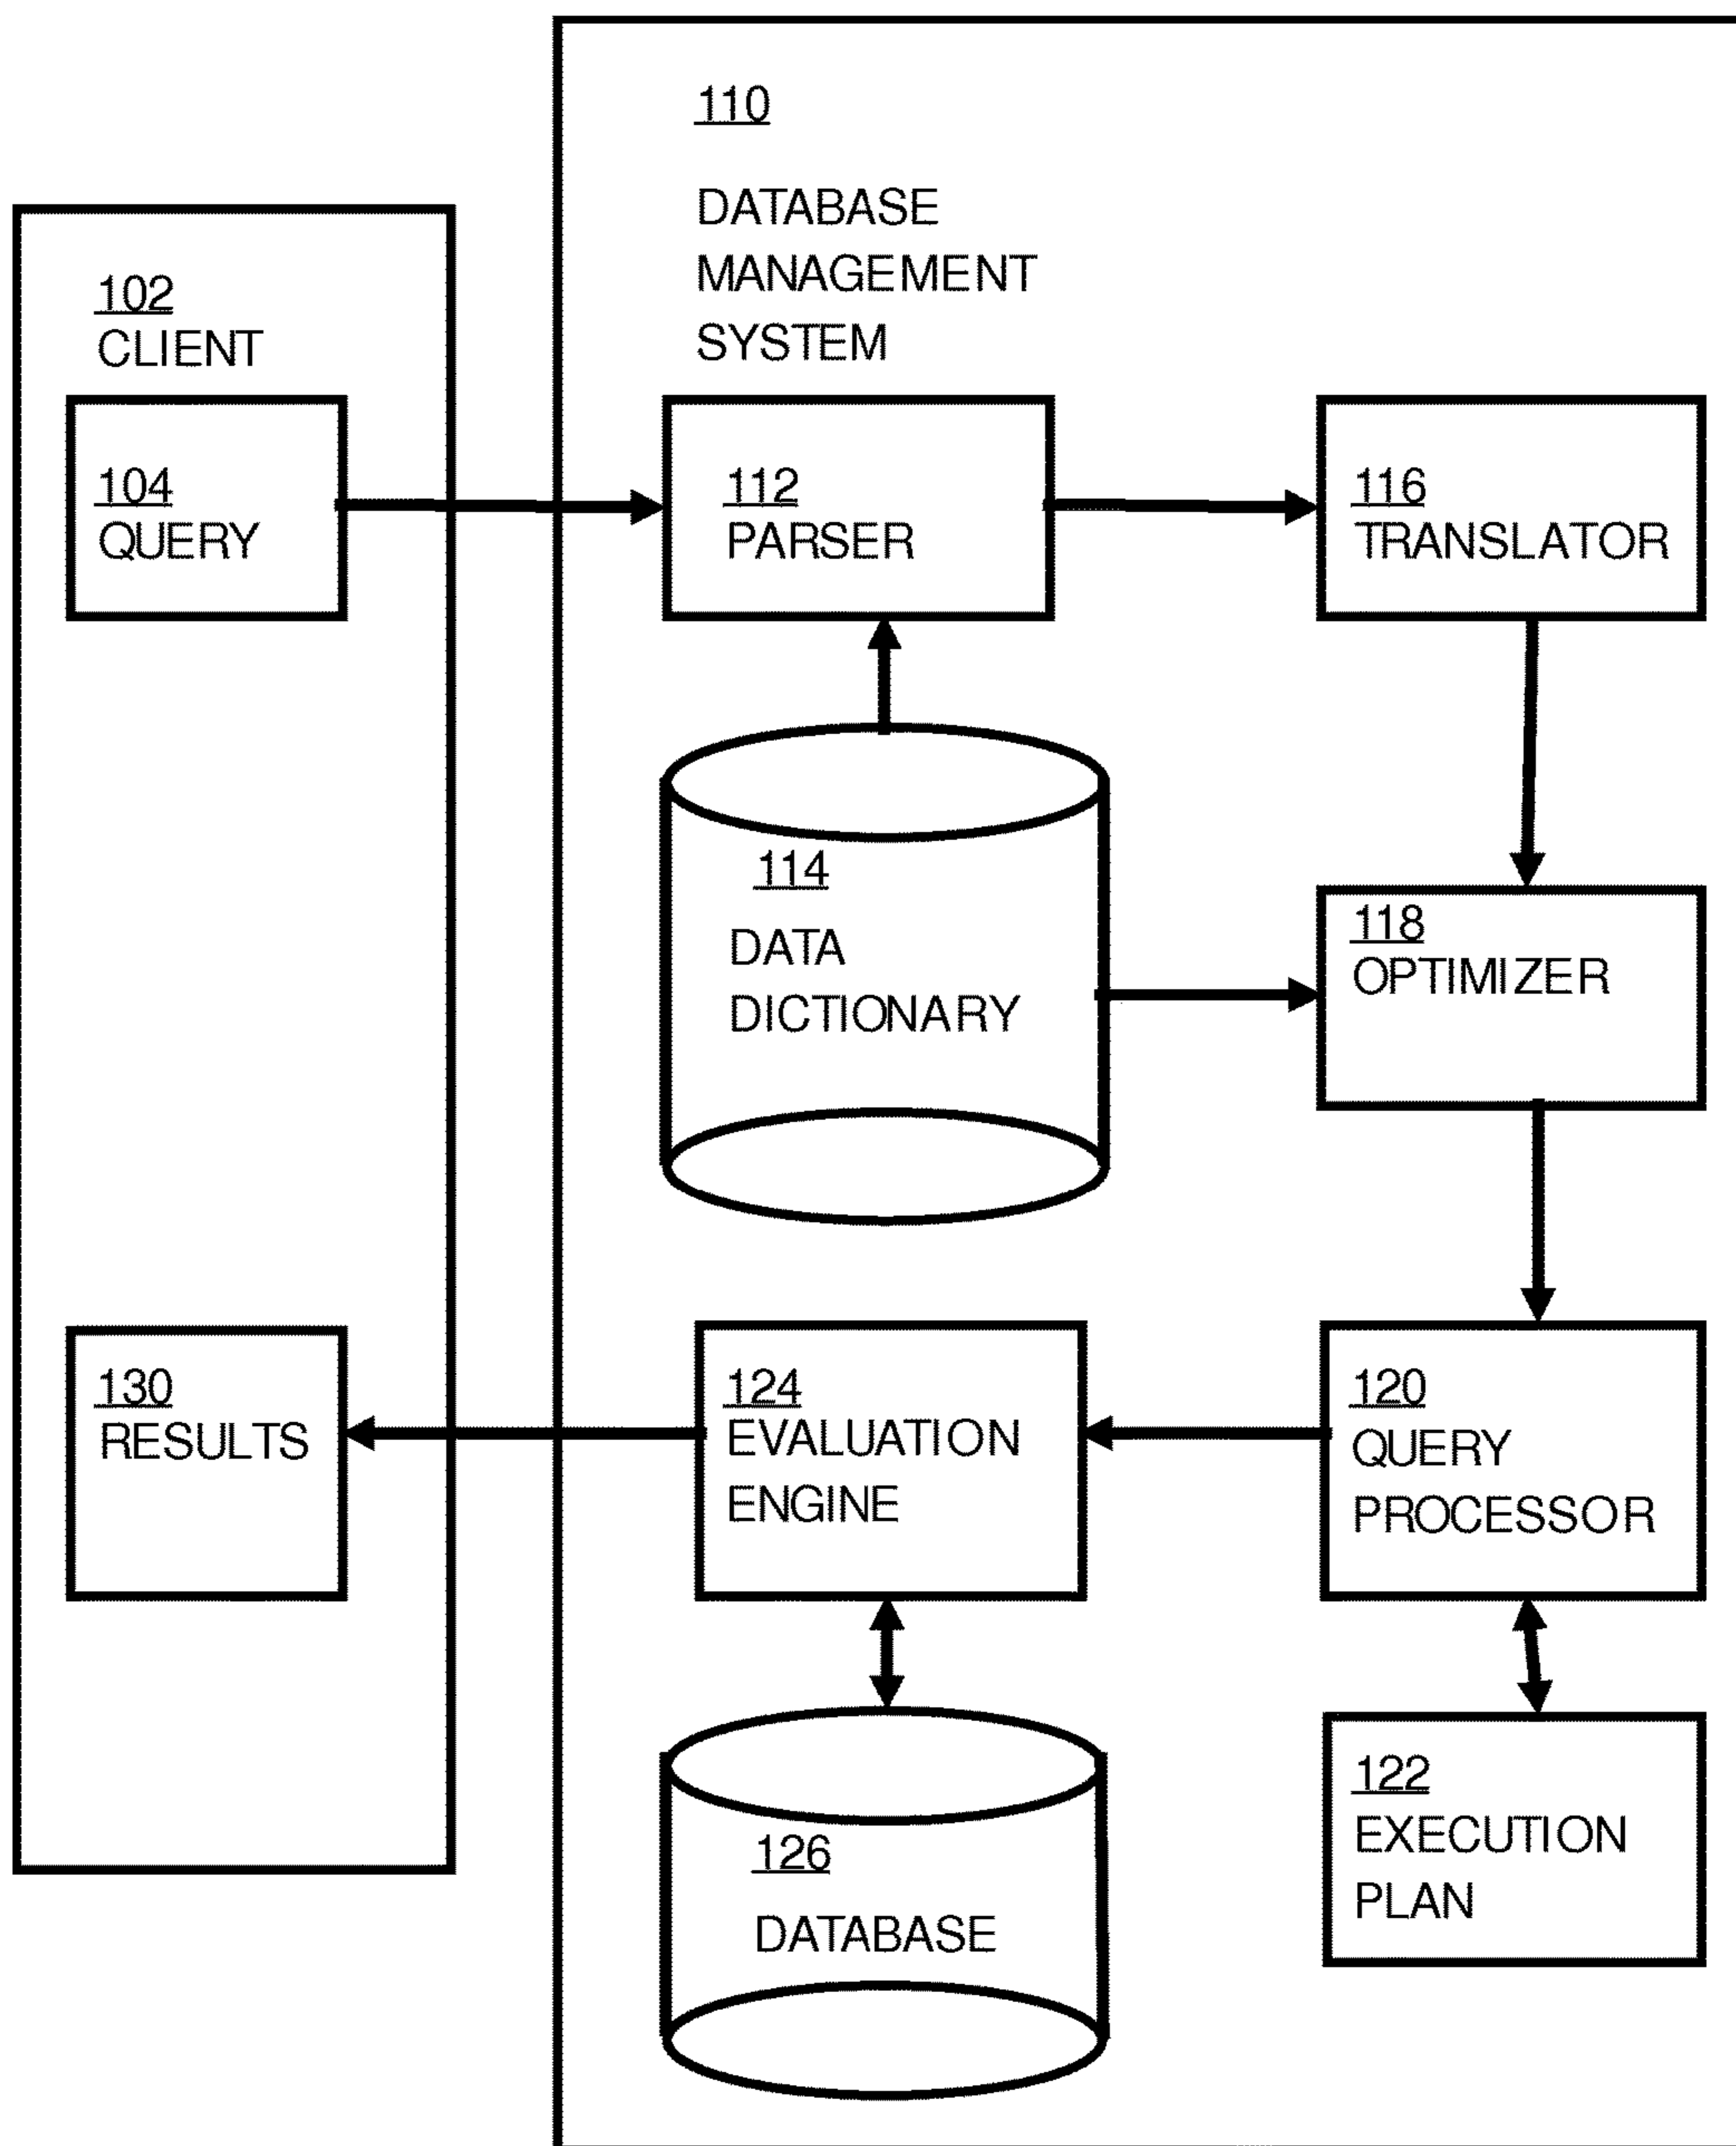 110
DATABASE
MANAGEMENT
SYSTEM
102
CLIENT
104
QUERY
112
PARSER
116
TRANSLATOR
114
DATA
DICTIONARY
118
OPTIMIZER
130
RESULTS
124
EVALUATION
ENGINE
120
QUERY
PROCESSOR
126
DATABASE
122
EXECUTION
PLAN